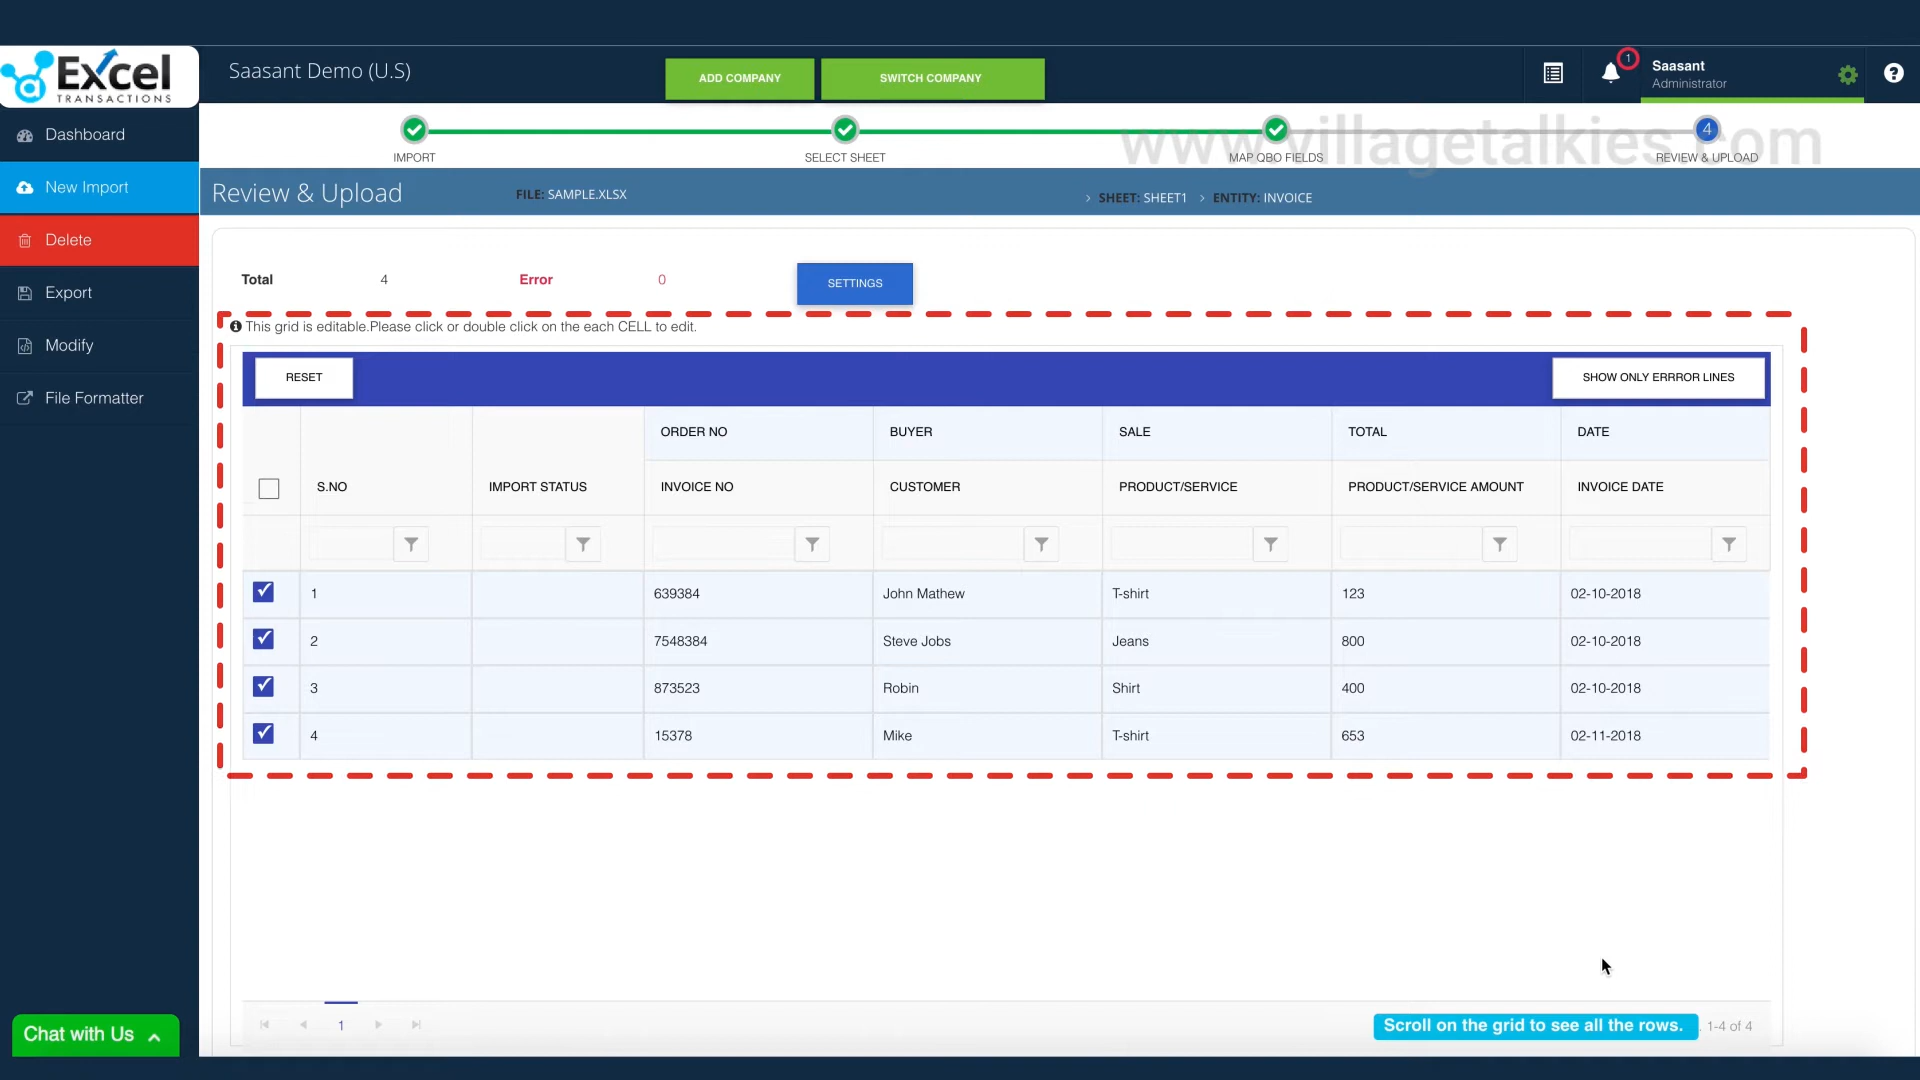 Excel
TRANSACTIONS
Saasant Demo (U.S)
ADD COMPANY
SWITCH COMPANY
1
Saasant
Administrator
?
Dashboard
New Import
Delete
Export
Modify
File Formatter
4
IMPORT
SELECT SHEET
MAP QBO FIELDS
REVIEW & UPLOAD
www.villagetalkies.com
Review & Upload
FILE: SAMPLE.XLSX
> SHEET: SHEET1 > ENTITY: INVOICE
Total 4 Error 0
SETTINGS
This grid is editable.Please click or double click on the each CELL to edit.
RESET
SHOW ONLY ERRROR LINES
ORDER NO BUYER SALE TOTAL DATE
S.NO IMPORT STATUS INVOICE NO CUSTOMER PRODUCT/SERVICE PRODUCT/SERVICE AMOUNT INVOICE DATE
1 639384 John Mathew T-shirt 123 02-10-2018
2 7548384 Steve Jobs Jeans 800 02-10-2018
3 873523 Robin Shirt 400 02-10-2018
4 15378 Mike T-shirt 653 02-11-2018
1
Scroll on the grid to see all the rows.
1-4 of 4
Chat with Us